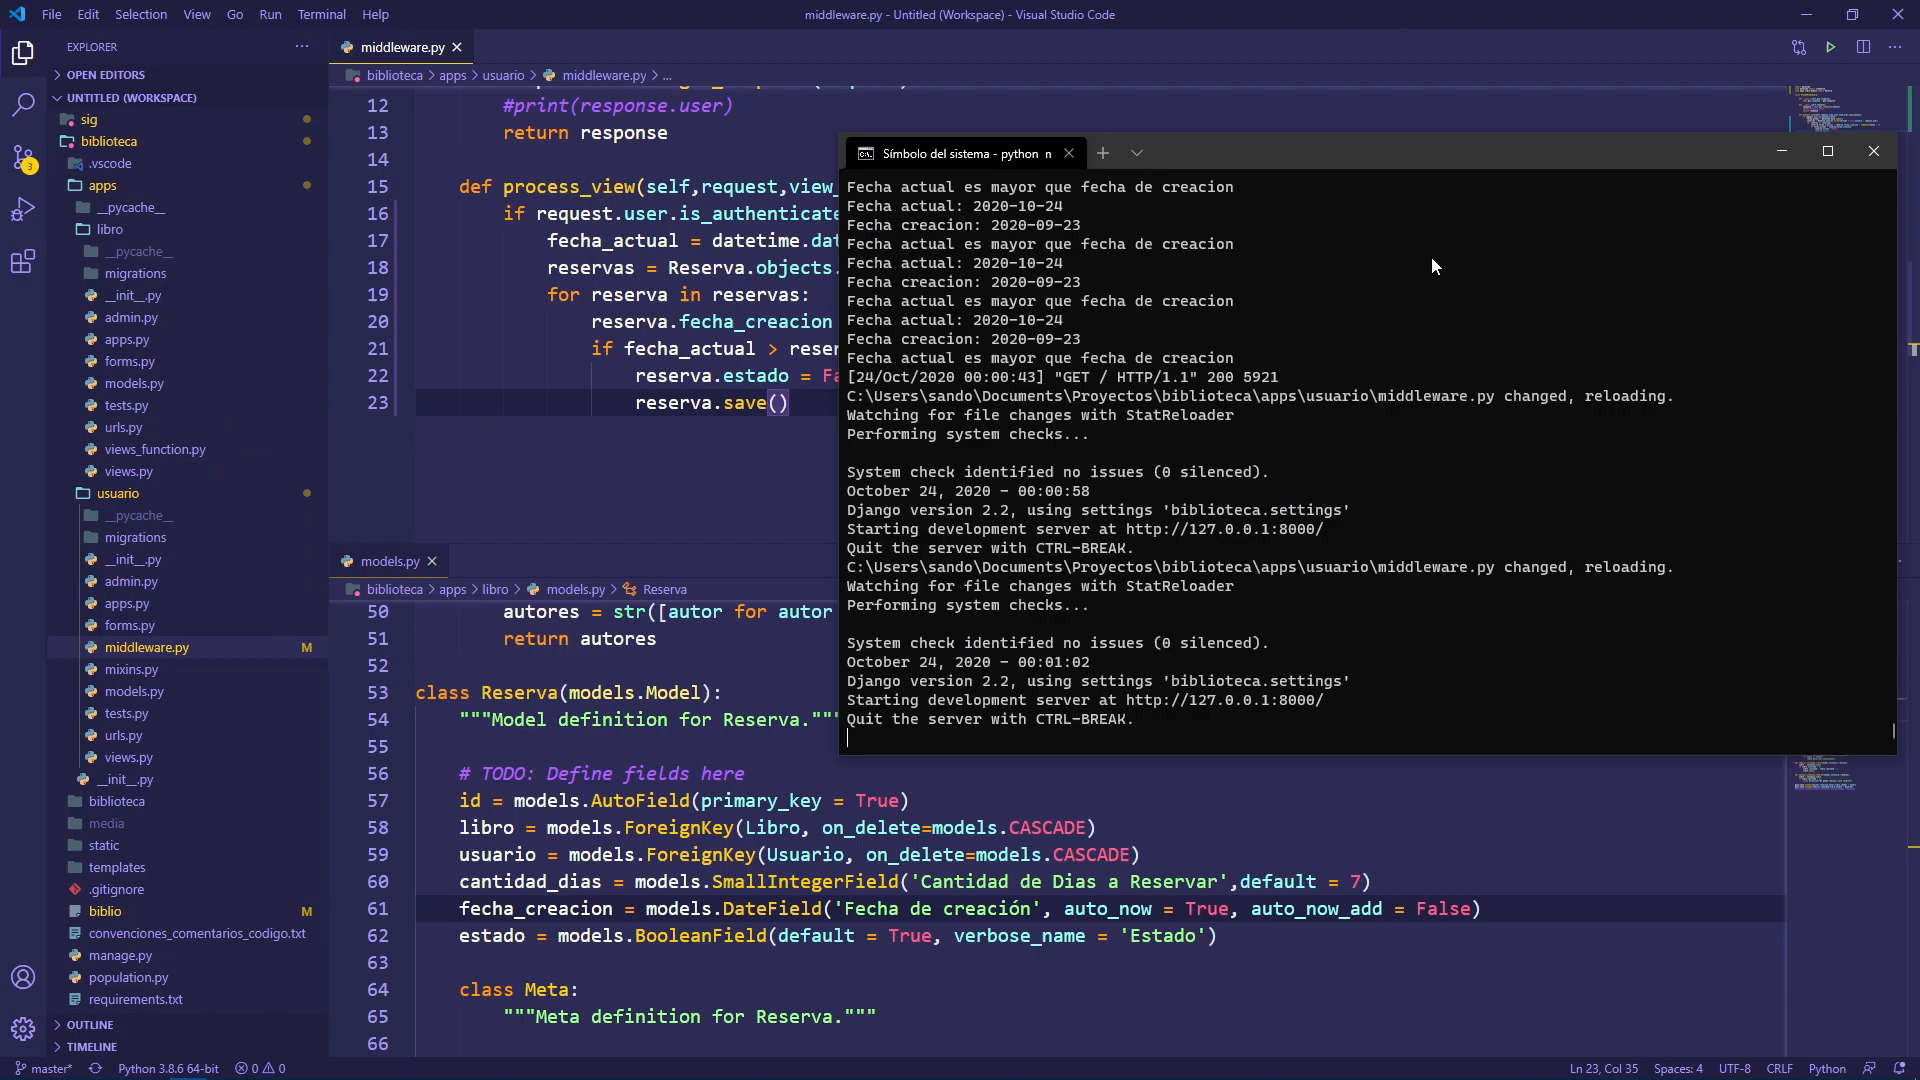 File Edit Selection View Go Run Terminal Help
middleware.py - Untitled (Workspace) - Visual Studio Code
EXPLORER
OPEN EDITORS
UNTITLED (WORKSPACE)
sig
biblioteca
.vscode
apps
__pycache__
libro
__pycache__
migrations
__init__.py
admin.py
apps.py
forms.py
models.py
tests.py
urls.py
views_function.py
views.py
usuario
__pycache__
migrations
__init__.py
admin.py
apps.py
forms.py
middleware.py M
mixins.py
models.py
tests.py
urls.py
views.py
__init__.py
biblioteca
media
static
templates
.gitignore
biblio M
convenciones_comentarios_codigo.txt
manage.py
population.py
requirements.txt
OUTLINE
TIMELINE
3
middleware.py
biblioteca > apps > usuario > middleware.py > ...
12 #print(response.user)
13 return response
14
15 def process_view(self,request,view_
16 if request.user.is_authenticate
17 fecha_actual = datetime.dat
18 reservas = Reserva.objects.
19 for reserva in reservas:
20 reserva.fecha_creacion
21 if fecha_actual > reser
22 reserva.estado = Fa
23 reserva.save()
models.py
biblioteca > apps > libro > models.py > Reserva
50 autores = str([autor for autor
51 return autores
52
53 class Reserva(models.Model):
54 """Model definition for Reserva."""
55
56 # TODO: Define fields here
57 id = models.AutoField(primary_key = True)
58 libro = models.ForeignKey(Libro, on_delete=models.CASCADE)
59 usuario = models.ForeignKey(Usuario, on_delete=models.CASCADE)
60 cantidad_dias = models.SmallIntegerField('Cantidad de Dias a Reservar',default = 7)
61 fecha_creacion = models.DateField('Fecha de creación', auto_now = True, auto_now_add = False)
62 estado = models.BooleanField(default = True, verbose_name = 'Estado')
63
64 class Meta:
65 """Meta definition for Reserva."""
66
Símbolo del sistema - python n
Fecha actual es mayor que fecha de creacion
Fecha actual: 2020-10-24
Fecha creacion: 2020-09-23
Fecha actual es mayor que fecha de creacion
Fecha actual: 2020-10-24
Fecha creacion: 2020-09-23
Fecha actual es mayor que fecha de creacion
Fecha actual: 2020-10-24
Fecha creacion: 2020-09-23
Fecha actual es mayor que fecha de creacion
[24/Oct/2020 00:00:43] "GET / HTTP/1.1" 200 5921
C:\Users\sando\Documents\Proyectos\biblioteca\apps\usuario\middleware.py changed, reloading.
Watching for file changes with StatReloader
Performing system checks...

System check identified no issues (0 silenced).
October 24, 2020 - 00:00:58
Django version 2.2, using settings 'biblioteca.settings'
Starting development server at http://127.0.0.1:8000/
Quit the server with CTRL-BREAK.
C:\Users\sando\Documents\Proyectos\biblioteca\apps\usuario\middleware.py changed, reloading.
Watching for file changes with StatReloader
Performing system checks...

System check identified no issues (0 silenced).
October 24, 2020 - 00:01:02
Django version 2.2, using settings 'biblioteca.settings'
Starting development server at http://127.0.0.1:8000/
Quit the server with CTRL-BREAK.
master* Python 3.8.6 64-bit 0 0
Ln 23, Col 35 Spaces: 4 UTF-8 CRLF Python